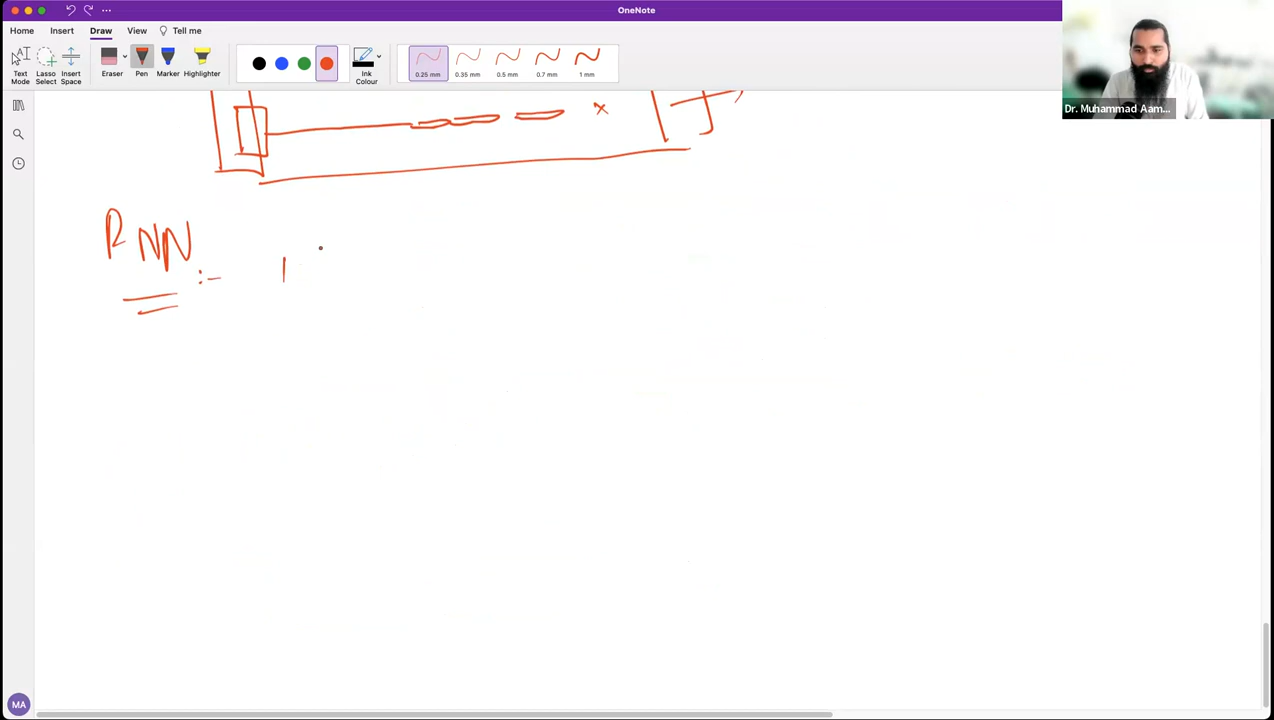 OneNote
Home Insert Draw View Tell me
Text Mode
Lasso Select
Insert Space
Eraser
Pen
Marker
Highlighter
Ink Colour
0.25 mm
0.35 mm
0.5 mm
0.7 mm
1 mm
Dr. Muhammad Aam...
RNN :-
MA